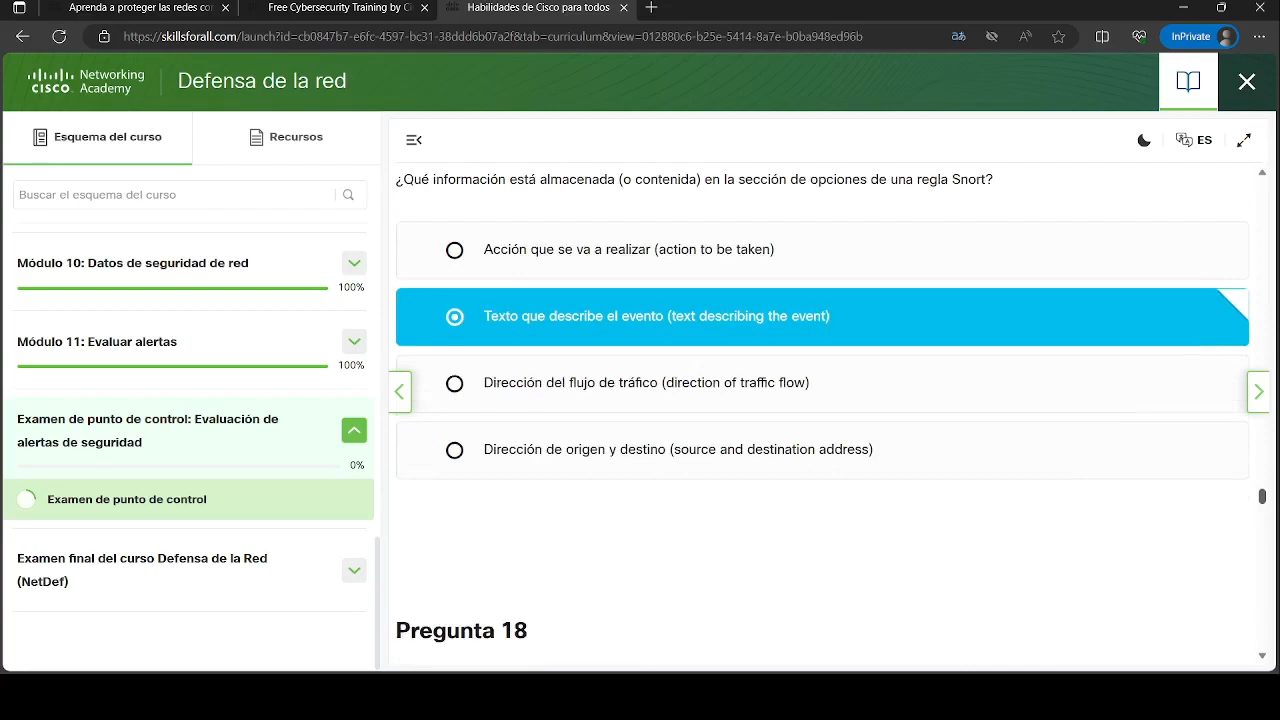 Aprenda a proteger las redes cor
Free Cybersecurity Training by Ci
Habilidades de Cisco para todos
https://skillsforall.com/launch?id=cb0847b7-e6fc-4597-bc31-38ddd6b07a2f&tab=curriculum&view=012880c6-b25e-5414-8a7e-b0ba948ed96b
InPrivate
CISCO Networking Academy
Defensa de la red
Esquema del curso
Recursos
Buscar el esquema del curso
Módulo 10: Datos de seguridad de red
100%
Módulo 11: Evaluar alertas
100%
Examen de punto de control: Evaluación de
alertas de seguridad
0%
Examen de punto de control
Examen final del curso Defensa de la Red
(NetDef)
ES
¿Qué información está almacenada (o contenida) en la sección de opciones de una regla Snort?
Acción que se va a realizar (action to be taken)
Texto que describe el evento (text describing the event)
Dirección del flujo de tráfico (direction of traffic flow)
Dirección de origen y destino (source and destination address)
Pregunta 18